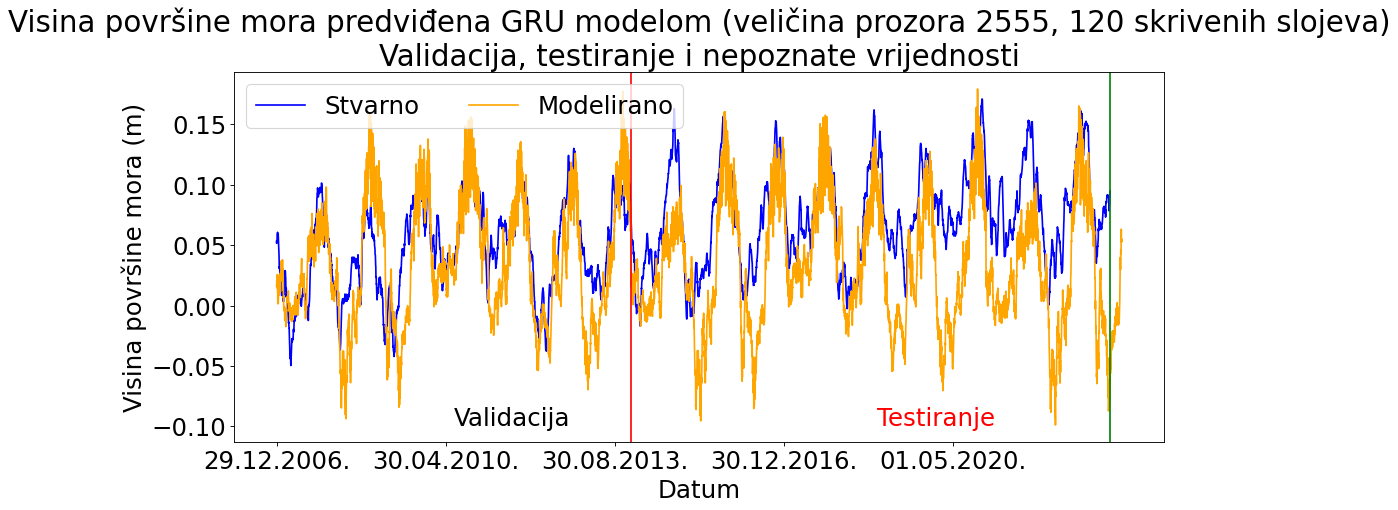 Visina površine mora predviđena GRU modelom (veličina prozora 2555, 120 skrivenih slojeva)
Validacija, testiranje i nepoznate vrijednosti
Stvarno
Modelirano
Visina površine mora (m)
0.15
0.10
0.05
0.00
−0.05
−0.10
Validacija
Testiranje
29.12.2006.
30.04.2010.
30.08.2013.
30.12.2016.
01.05.2020.
Datum